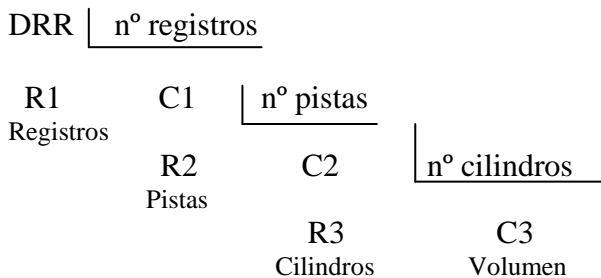 DRR nº registros
R1 C1 nº pistas
Registros
R2 C2 nº cilindros
Pistas
R3 C3
Cilindros Volumen